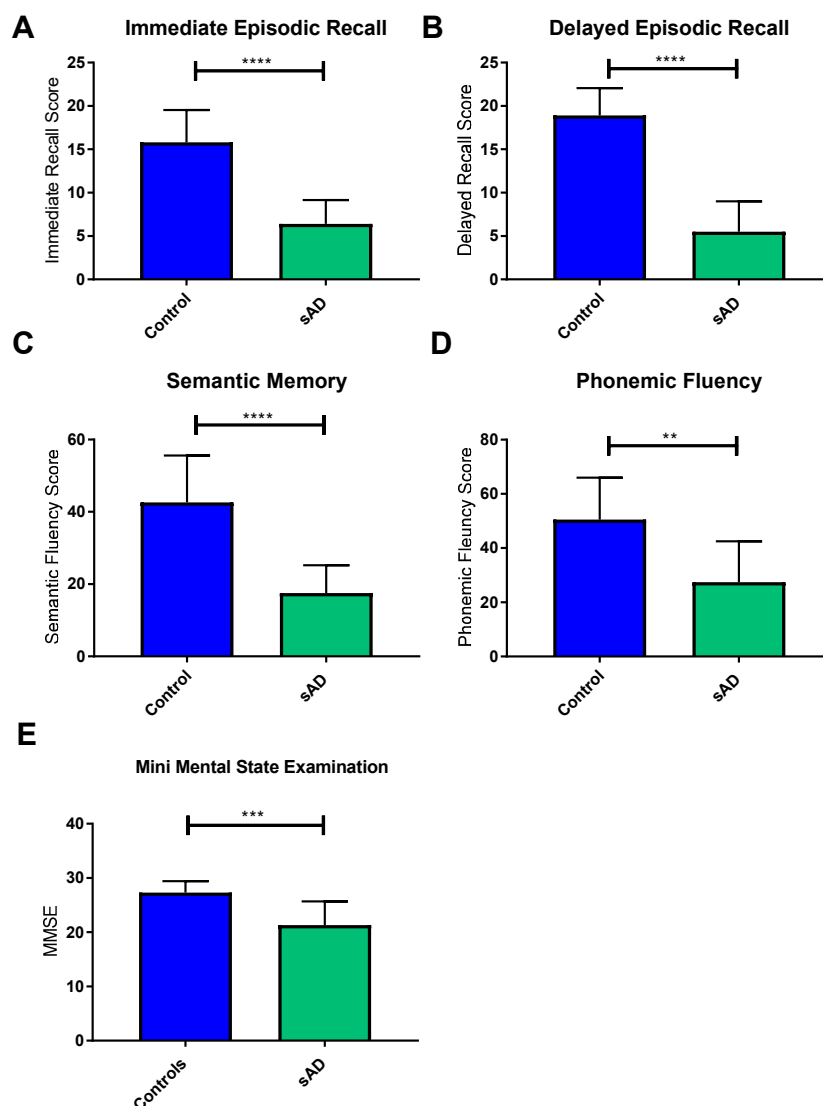 A
Immediate Episodic Recall
****
Immediate Recall Score
25
20
15
10
5
0
Control
sAD
B
Delayed Episodic Recall
****
Delayed Recall Score
25
20
15
10
5
0
Control
sAD
C
Semantic Memory
****
Semantic Fluency Score
60
40
20
0
Control
sAD
D
Phonemic Fluency
**
Phonemic Fleuncy Score
80
60
40
20
0
Control
sAD
E
Mini Mental State Examination
***
MMSE
40
30
20
10
0
Controls
sAD